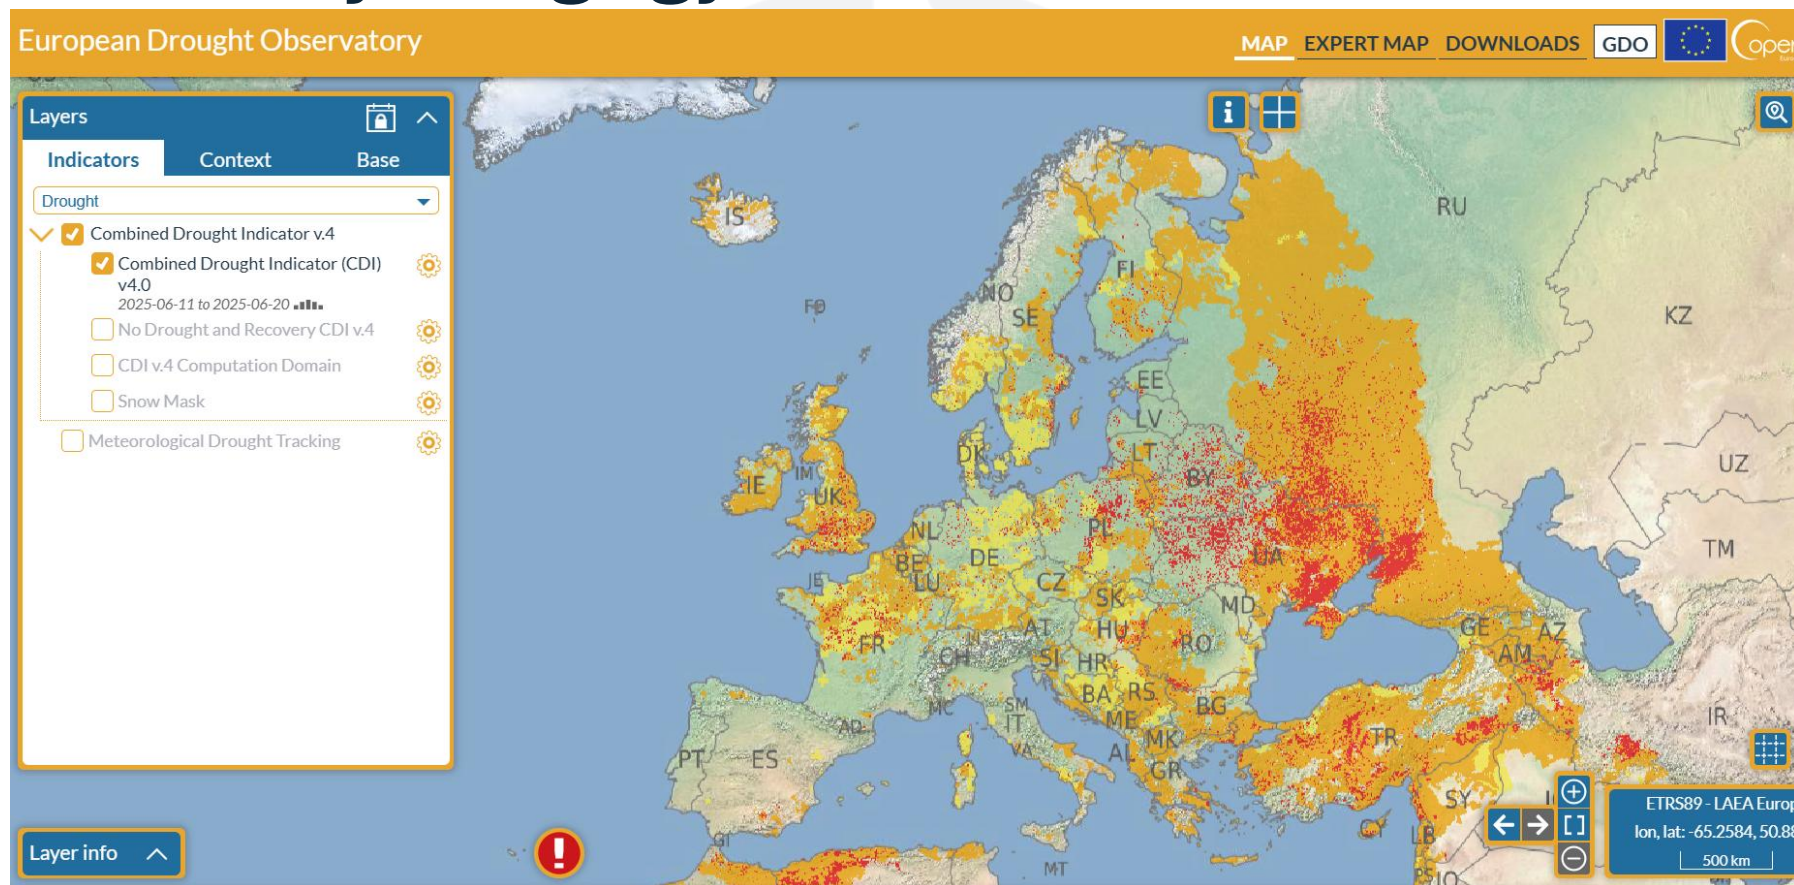 European Drought Observatory
MAP EXPERT MAP DOWNLOADS GDO
Layers
Indicators Context Base
Drought
Combined Drought Indicator v.4
Combined Drought Indicator (CDI)
v4.0
2025-06-11 to 2025-06-20
No Drought and Recovery CDI v.4
CDI v.4 Computation Domain
Snow Mask
Meteorological Drought Tracking
IS
RU
FI
NO
SE
KZ
EE
LV
LT
DK
UZ
IE
IM
UK
BY
NL
PL
DE
BE
UA
TM
LU
CZ
JE
SK
MD
AT
HU
FR
RO
GE
AZ
CH
SI
HR
AM
BA
RS
MC
SM
IT
BG
ME
IR
AD
MK
TR
VA
AL
PT
ES
GR
SY
CY
LB
GI
MT
PS
JO
ETRS89 - LAEA Europ
lon, lat: -65.2584, 50.88
500 km
Layer info
!